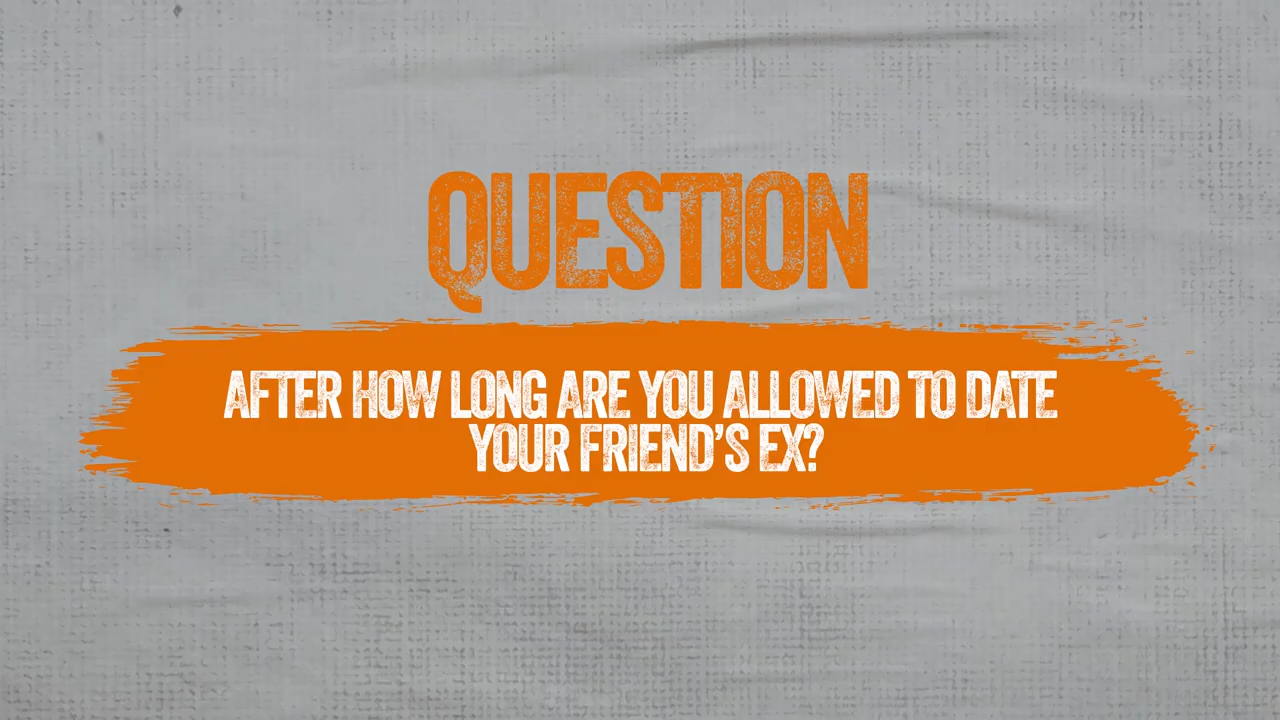 QUESTION
AFTER HOW LONG ARE YOU ALLOWED TO DATE
YOUR FRIEND'S EX?